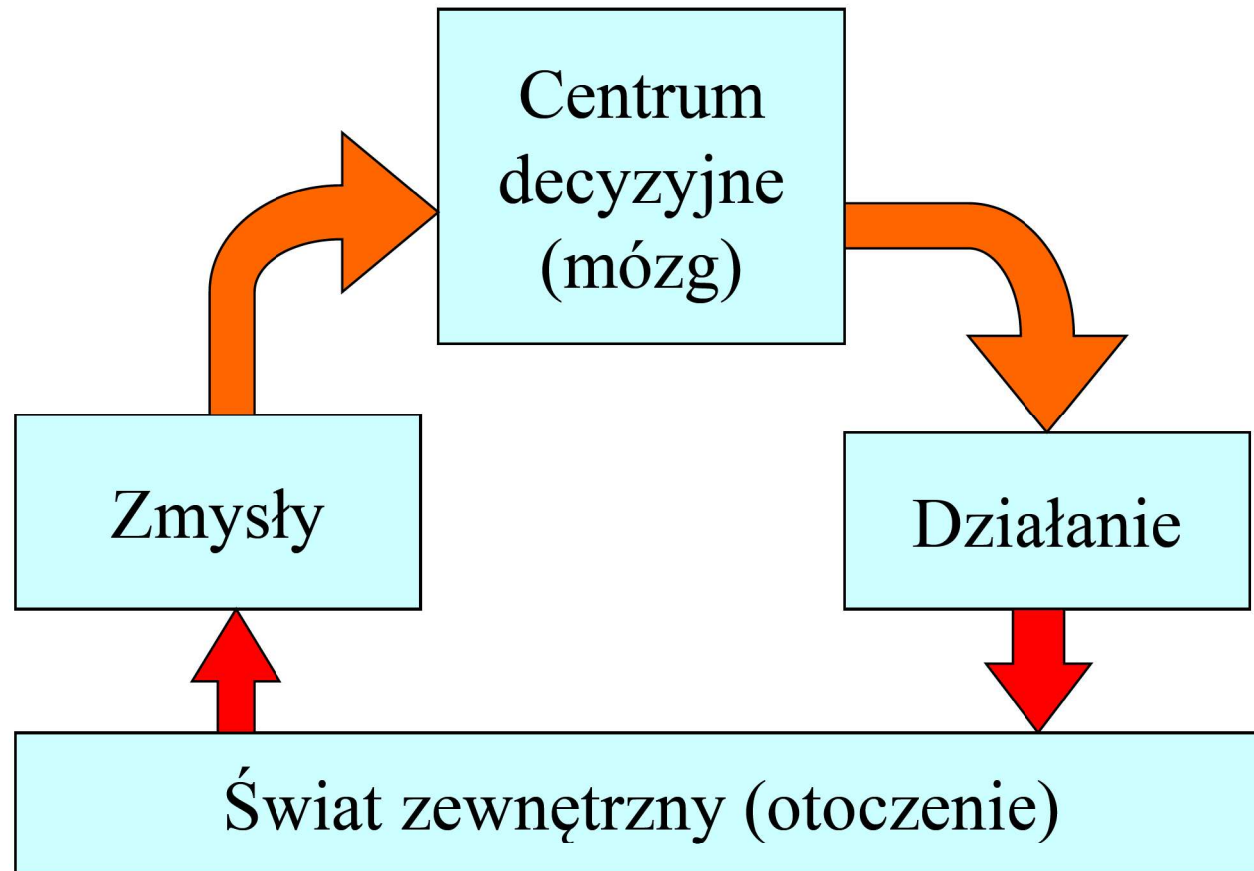 Centrum
decyzyjne
(mózg)
Zmysły
Działanie
Świat zewnętrzny (otoczenie)